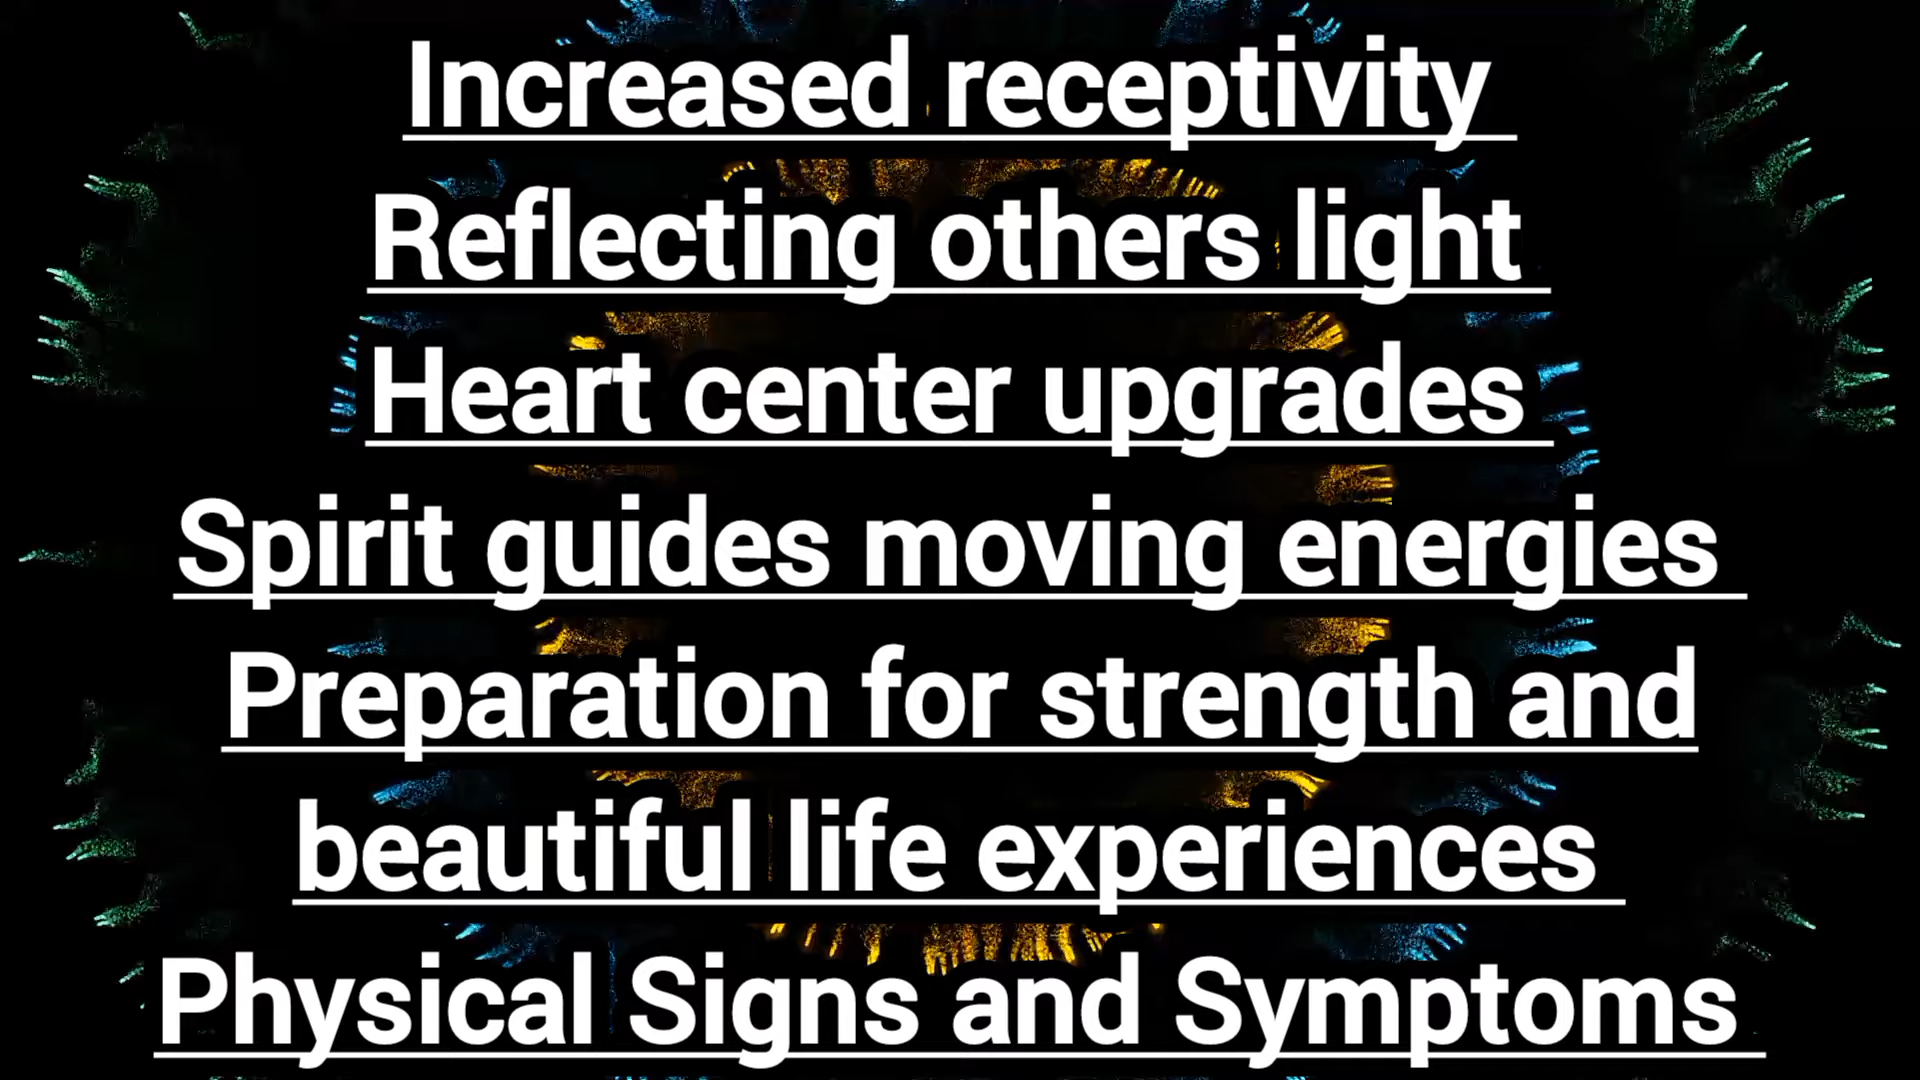 Increased receptivity
Reflecting others light
Heart center upgrades
Spirit guides moving energies
Preparation for strength and
beautiful life experiences
Physical Signs and Symptoms